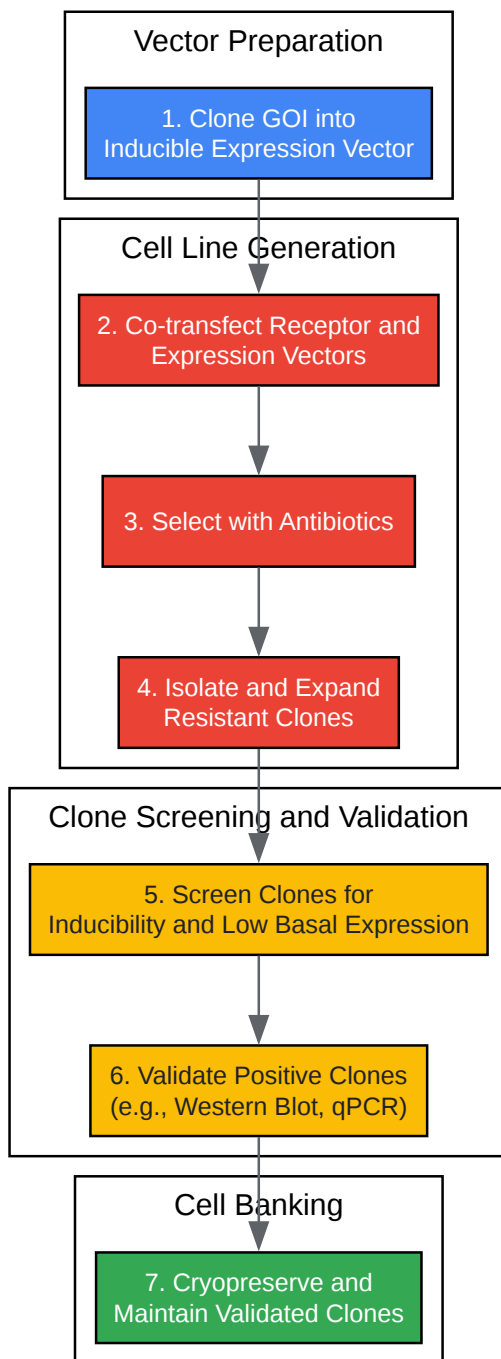 Vector Preparation
1. Clone GOI into
Inducible Expression Vector
Cell Line Generation
2. Co-transfect Receptor and
Expression Vectors
3. Select with Antibiotics
4. Isolate and Expand
Resistant Clones
Clone Screening and Validation
5. Screen Clones for
Inducibility and Low Basal Expression
6. Validate Positive Clones
(e.g., Western Blot, qPCR)
Cell Banking
7. Cryopreserve and
Maintain Validated Clones